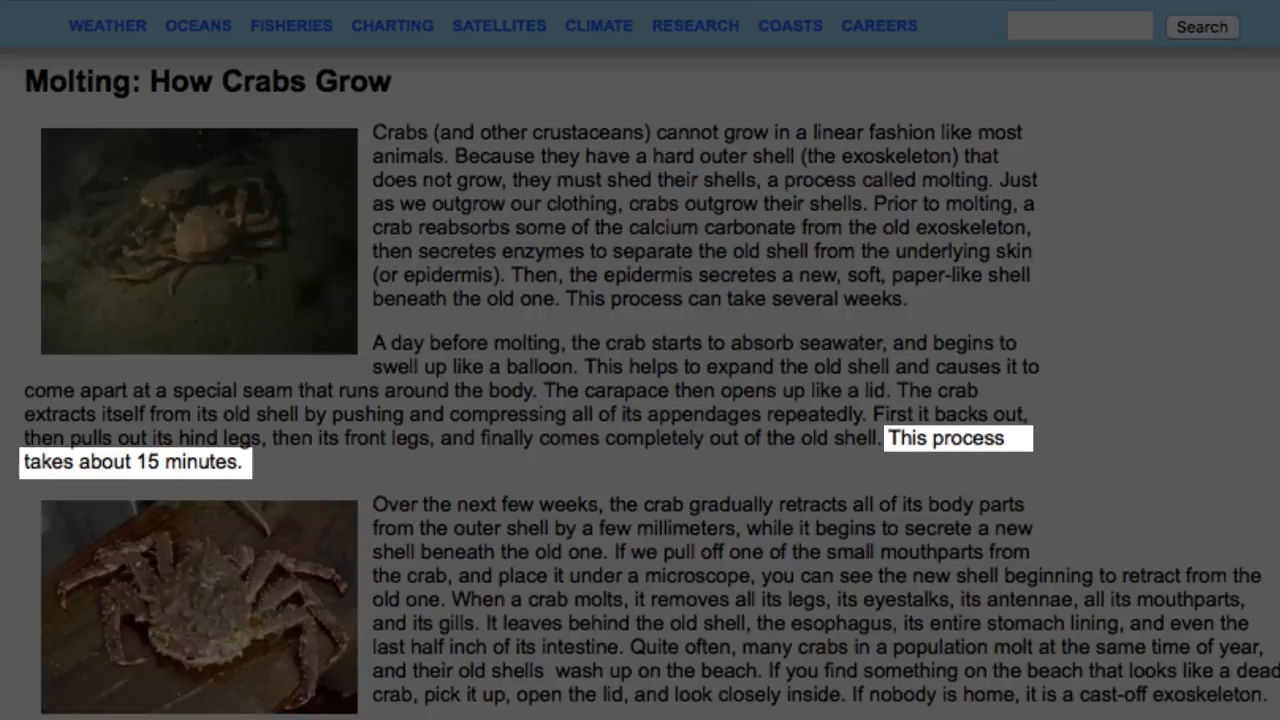 WEATHER OCEANS FISHERIES CHARTING SATELLITES CLIMATE RESEARCH COASTS CAREERS Search
Molting: How Crabs Grow
Crabs (and other crustaceans) cannot grow in a linear fashion like most
animals. Because they have a hard outer shell (the exoskeleton) that
does not grow, they must shed their shells, a process called molting. Just
as we outgrow our clothing, crabs outgrow their shells. Prior to molting, a
crab reabsorbs some of the calcium carbonate from the old exoskeleton,
then secretes enzymes to separate the old shell from the underlying skin
(or epidermis). Then, the epidermis secretes a new, soft, paper-like shell
beneath the old one. This process can take several weeks.
A day before molting, the crab starts to absorb seawater, and begins to
swell up like a balloon. This helps to expand the old shell and causes it to
come apart at a special seam that runs around the body. The carapace then opens up like a lid. The crab
extracts itself from its old shell by pushing and compressing all of its appendages repeatedly. First it backs out,
then pulls out its hind legs, then its front legs, and finally comes completely out of the old shell. This process
takes about 15 minutes.
Over the next few weeks, the crab gradually retracts all of its body parts
from the outer shell by a few millimeters, while it begins to secrete a new
shell beneath the old one. If we pull off one of the small mouthparts from
the crab, and place it under a microscope, you can see the new shell beginning to retract from the
old one. When a crab molts, it removes all its legs, its eyestalks, its antennae, all its mouthparts,
and its gills. It leaves behind the old shell, the esophagus, its entire stomach lining, and even the
last half inch of its intestine. Quite often, many crabs in a population molt at the same time of year,
and their old shells wash up on the beach. If you find something on the beach that looks like a dead
crab, pick it up, open the lid, and look closely inside. If nobody is home, it is a cast-off exoskeleton.